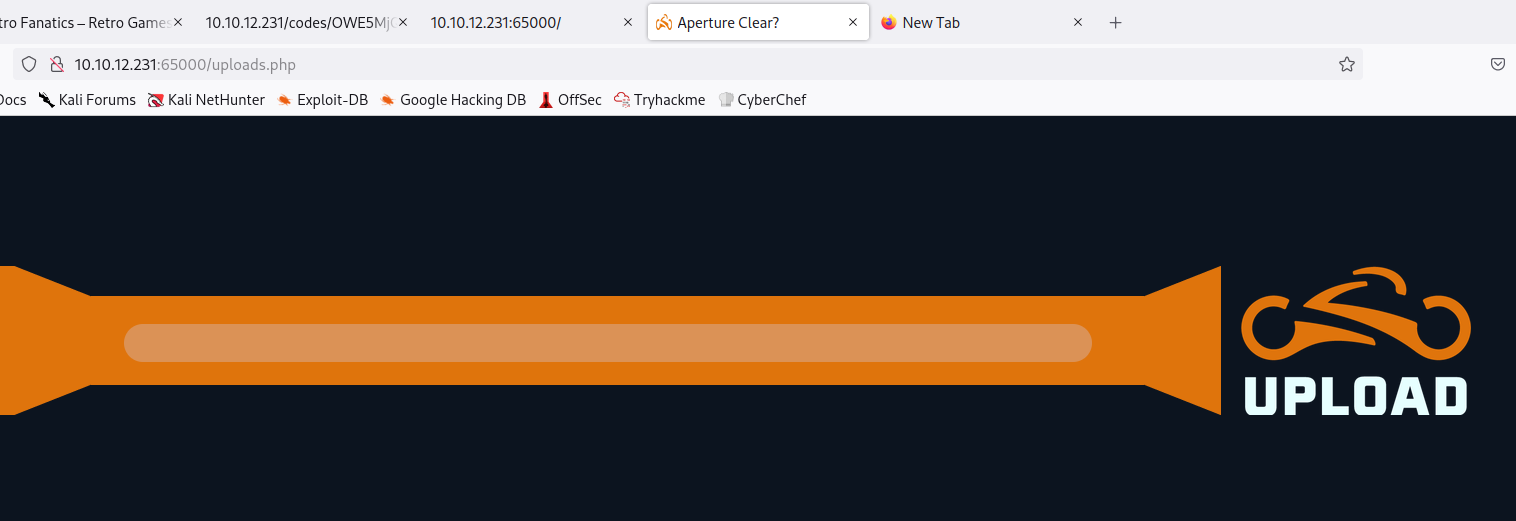 tro Fanatics – Retro Games
10.10.12.231/codes/OWE5Mj
10.10.12.231:65000/
Aperture Clear?
New Tab
10.10.12.231:65000/uploads.php
Docs
Kali Forums
Kali NetHunter
Exploit-DB
Google Hacking DB
OffSec
Tryhackme
CyberChef
UPLOAD